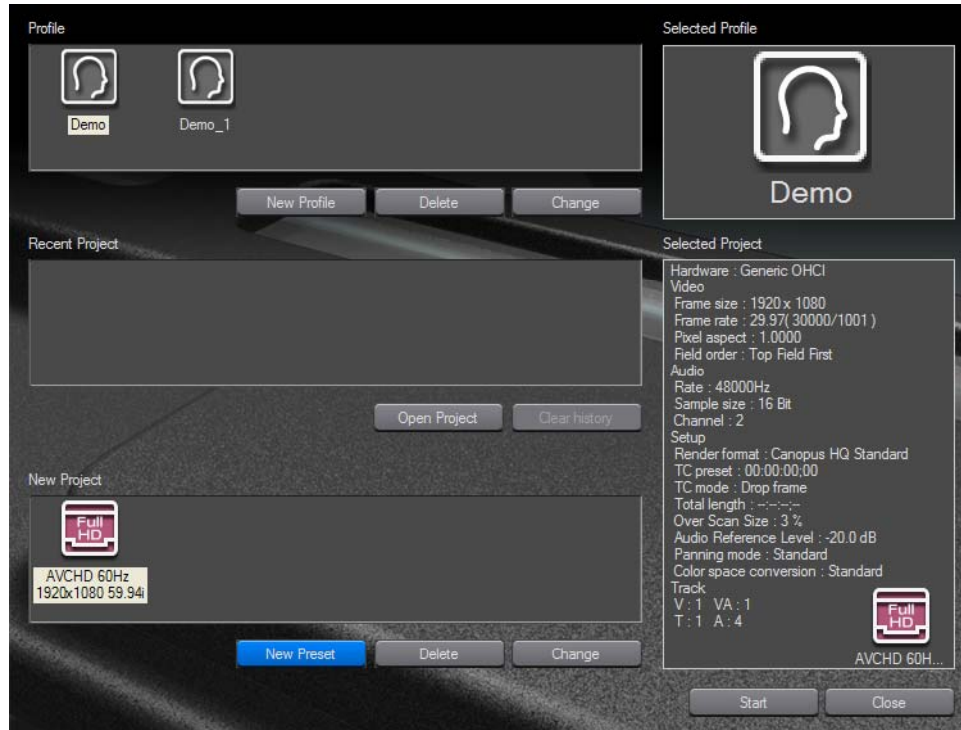 Profile
Demo
Demo_1
New Profile
Delete
Change
Recent Project
Open Project
Clear history
New Project
Full
HD
AVCHD 60Hz
1920x1080 59.94i
New Preset
Delete
Change
Selected Profile
Demo
Selected Project
Hardware : Generic OHCI
Video
Frame size : 1920 x 1080
Frame rate : 29.97( 30000/1001 )
Pixel aspect : 1.0000
Field order : Top Field First
Audio
Rate : 48000Hz
Sample size : 16 Bit
Channel : 2
Setup
Render format : Canopus HQ Standard
TC preset : 00:00:00;00
TC mode : Drop frame
Total length : --:--:--;--
Over Scan Size : 3 %
Audio Reference Level : -20.0 dB
Panning mode : Standard
Color space conversion : Standard
Track
V : 1 VA : 1
T : 1 A : 4
Full
HD
AVCHD 60H...
Start
Close